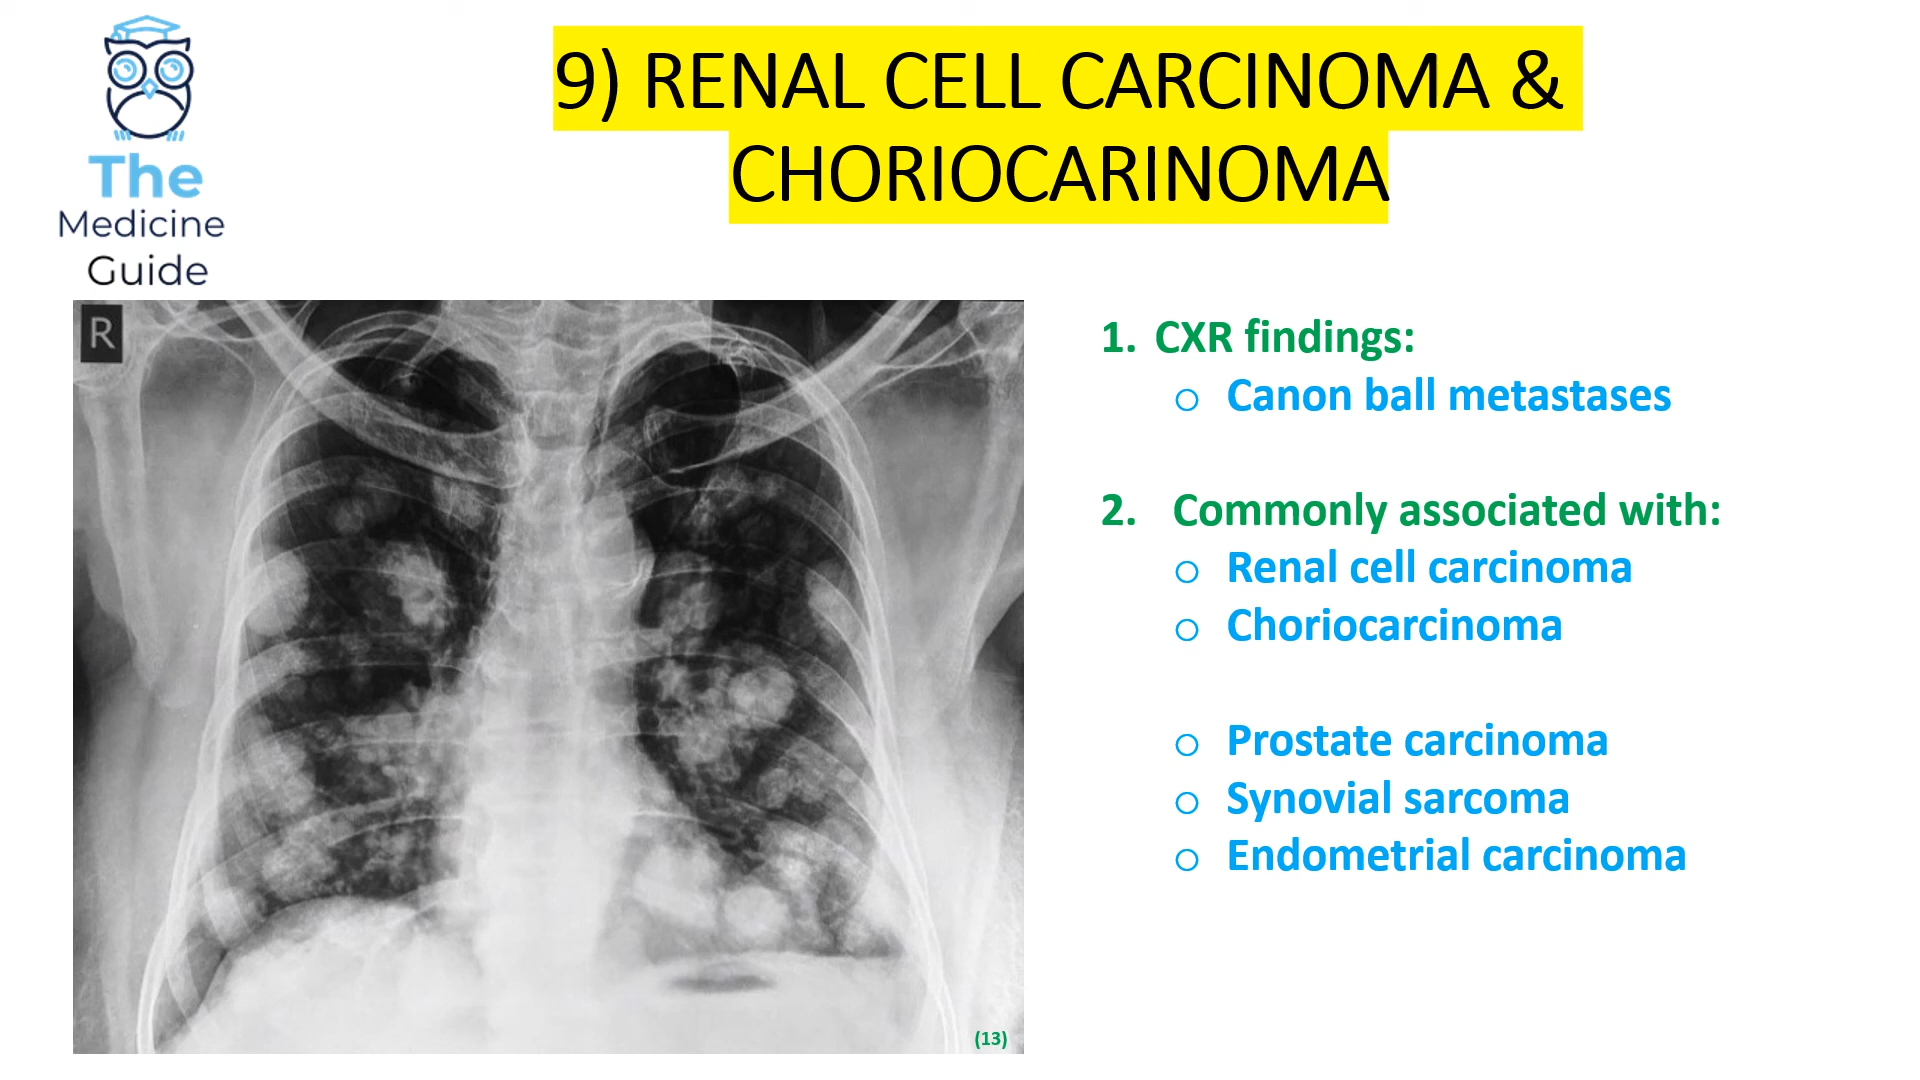 The
Medicine
Guide
9) RENAL CELL CARCINOMA &
CHORIOCARINOMA
R
(13)
1. CXR findings:
o Canon ball metastases
2. Commonly associated with:
o Renal cell carcinoma
o Choriocarcinoma
o Prostate carcinoma
o Synovial sarcoma
o Endometrial carcinoma